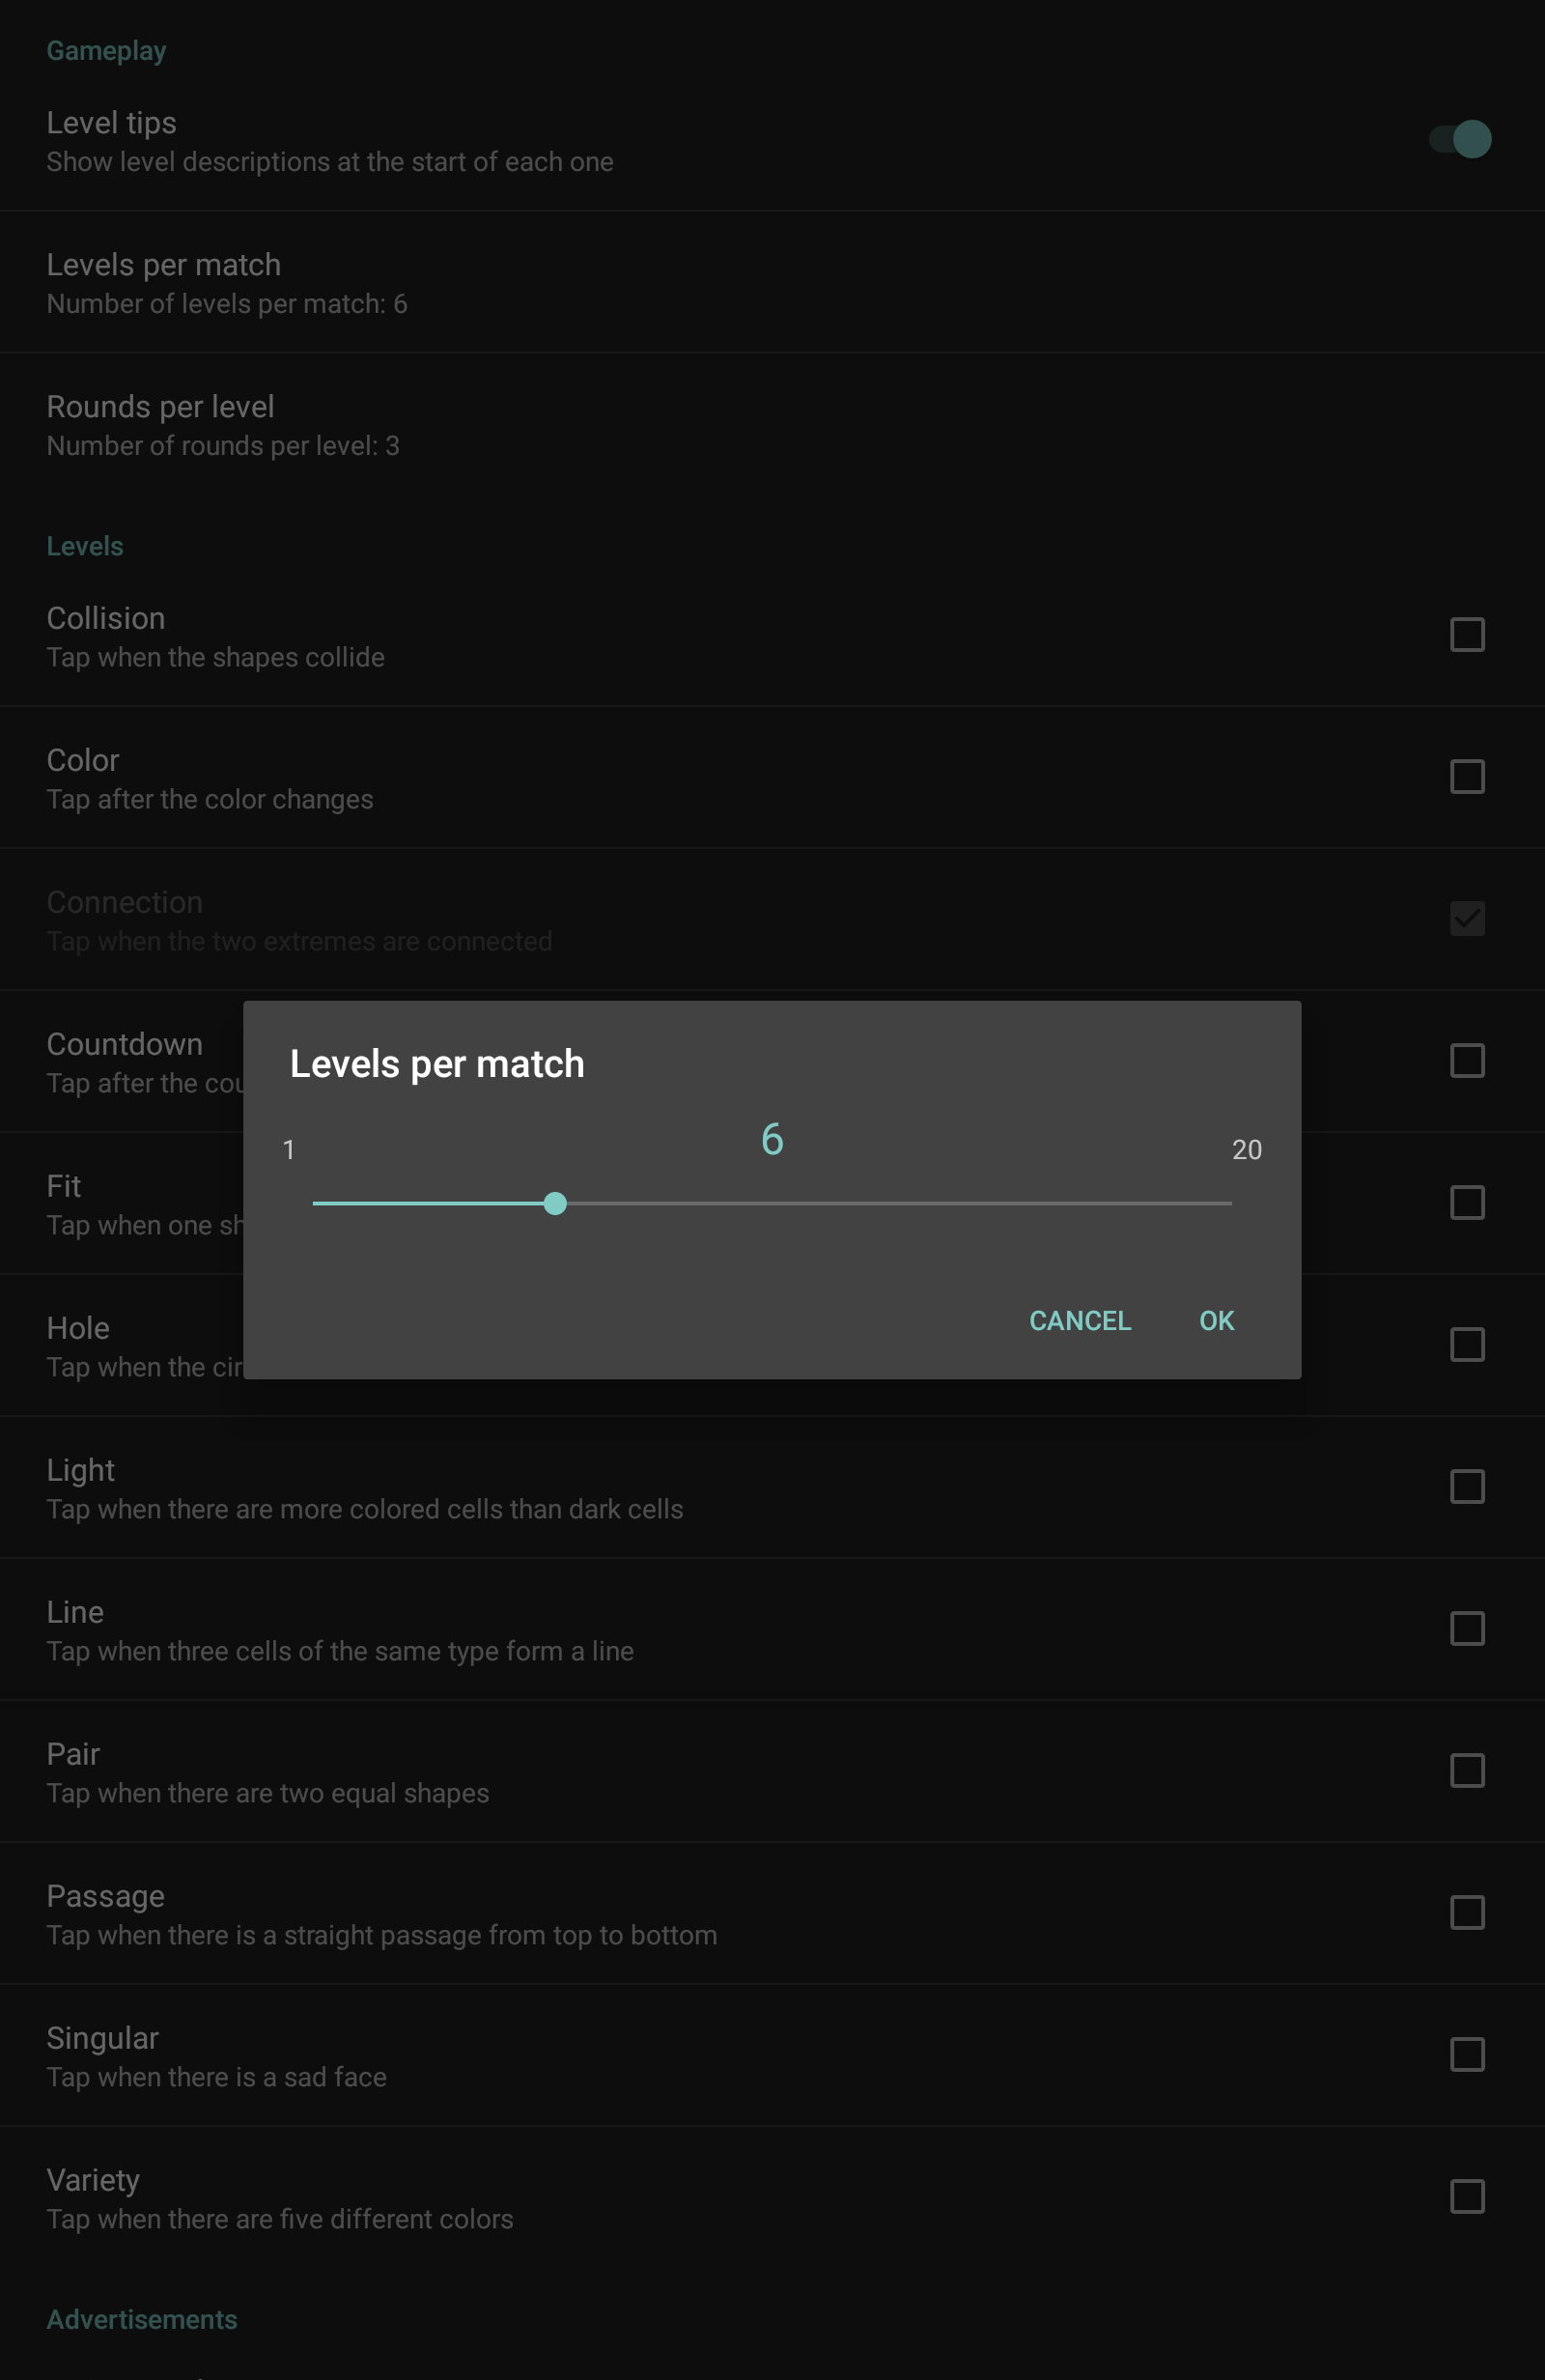 Gameplay
Level tips
Show level descriptions at the start of each one
Levels per match
Number of levels per match: 6
Rounds per level
Number of rounds per level: 3
Levels
Collision
Tap when the shapes collide
Color
Tap after the color changes
Connection
Tap when the two extremes are connected
Countdown
Tap after the
Levels per match
1
6
20
Fit
Tap when one
CANCEL
OK
Hole
Tap when the
Light
Tap when there are more colored cells than dark cells
Line
Tap when three cells of the same type form a line
Pair
Tap when there are two equal shapes
Passage
Tap when there is a straight passage from top to bottom
Singular
Tap when there is a sad face
Variety
Tap when there are five different colors
Advertisements